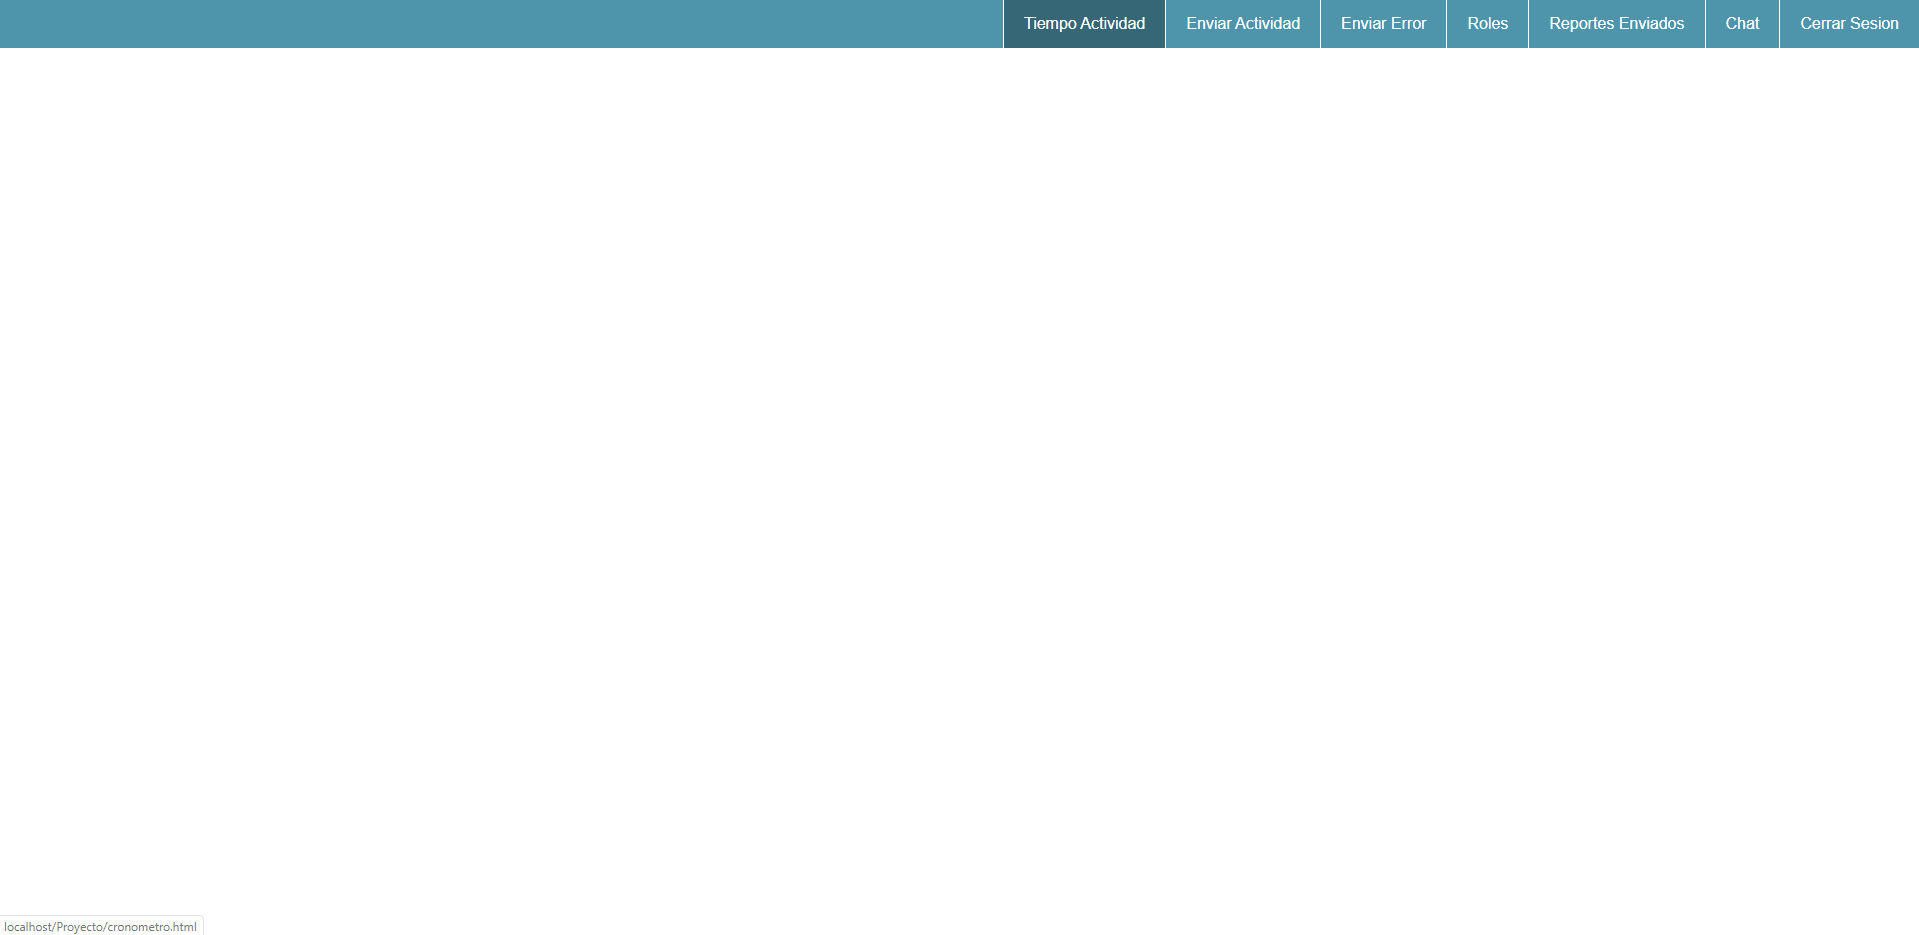 Tiempo Actividad Enviar Actividad Enviar Error Roles Reportes Enviados Chat Cerrar Sesion
localhost/Proyecto/cronometro.html